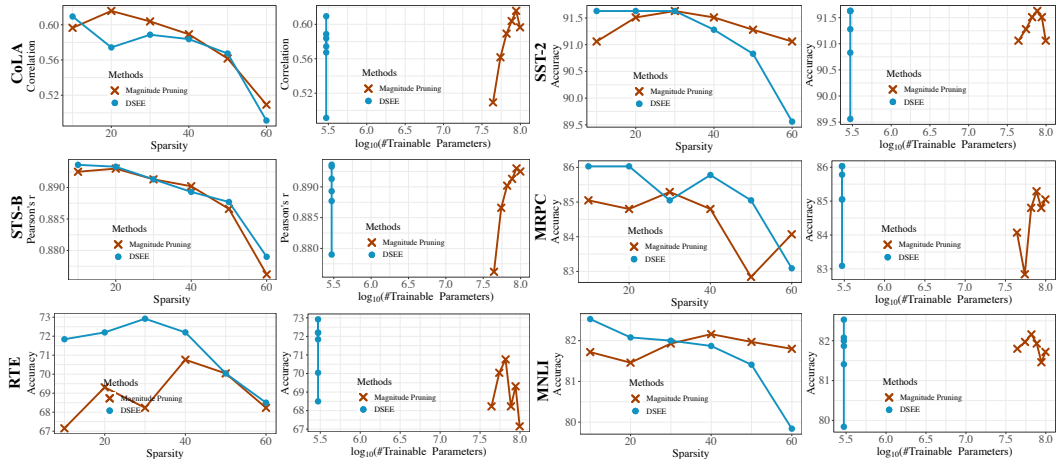 CoLA
Correlation
0.60
0.56
0.52
Methods
Magnitude Pruning
DSEE
20
40
60
Sparsity
Correlation
0.60
0.56
0.52
Methods
Magnitude Pruning
DSEE
5.5 6.0 6.5 7.0 7.5 8.0
log10(#Trainable Parameters)
SST-2
Accuracy
91.5
91.0
90.5
90.0
89.5
Methods
Magnitude Pruning
DSEE
20
40
60
Sparsity
Accuracy
91.5
91.0
90.5
90.0
89.5
Methods
Magnitude Pruning
DSEE
5.5 6.0 6.5 7.0 7.5 8.0
log10(#Trainable Parameters)
STS-B
Pearson's r
0.890
0.885
0.880
Methods
Magnitude Pruning
DSEE
20
40
60
Sparsity
Pearson's r
0.890
0.885
0.880
Methods
Magnitude Pruning
DSEE
5.5 6.0 6.5 7.0 7.5 8.0
log10(#Trainable Parameters)
MRPC
Accuracy
86
85
84
83
Methods
Magnitude Pruning
DSEE
20
40
60
Sparsity
Accuracy
86
85
84
83
Methods
Magnitude Pruning
DSEE
5.5 6.0 6.5 7.0 7.5 8.0
log10(#Trainable Parameters)
RTE
Accuracy
73
72
71
70
69
68
67
Methods
Magnitude Pruning
DSEE
20
40
60
Sparsity
Accuracy
73
72
71
70
69
68
67
Methods
Magnitude Pruning
DSEE
5.5 6.0 6.5 7.0 7.5 8.0
log10(#Trainable Parameters)
MNLI
Accuracy
82
81
80
Methods
Magnitude Pruning
DSEE
20
40
60
Sparsity
Accuracy
82
81
80
Methods
Magnitude Pruning
DSEE
5.5 6.0 6.5 7.0 7.5 8.0
log10(#Trainable Parameters)